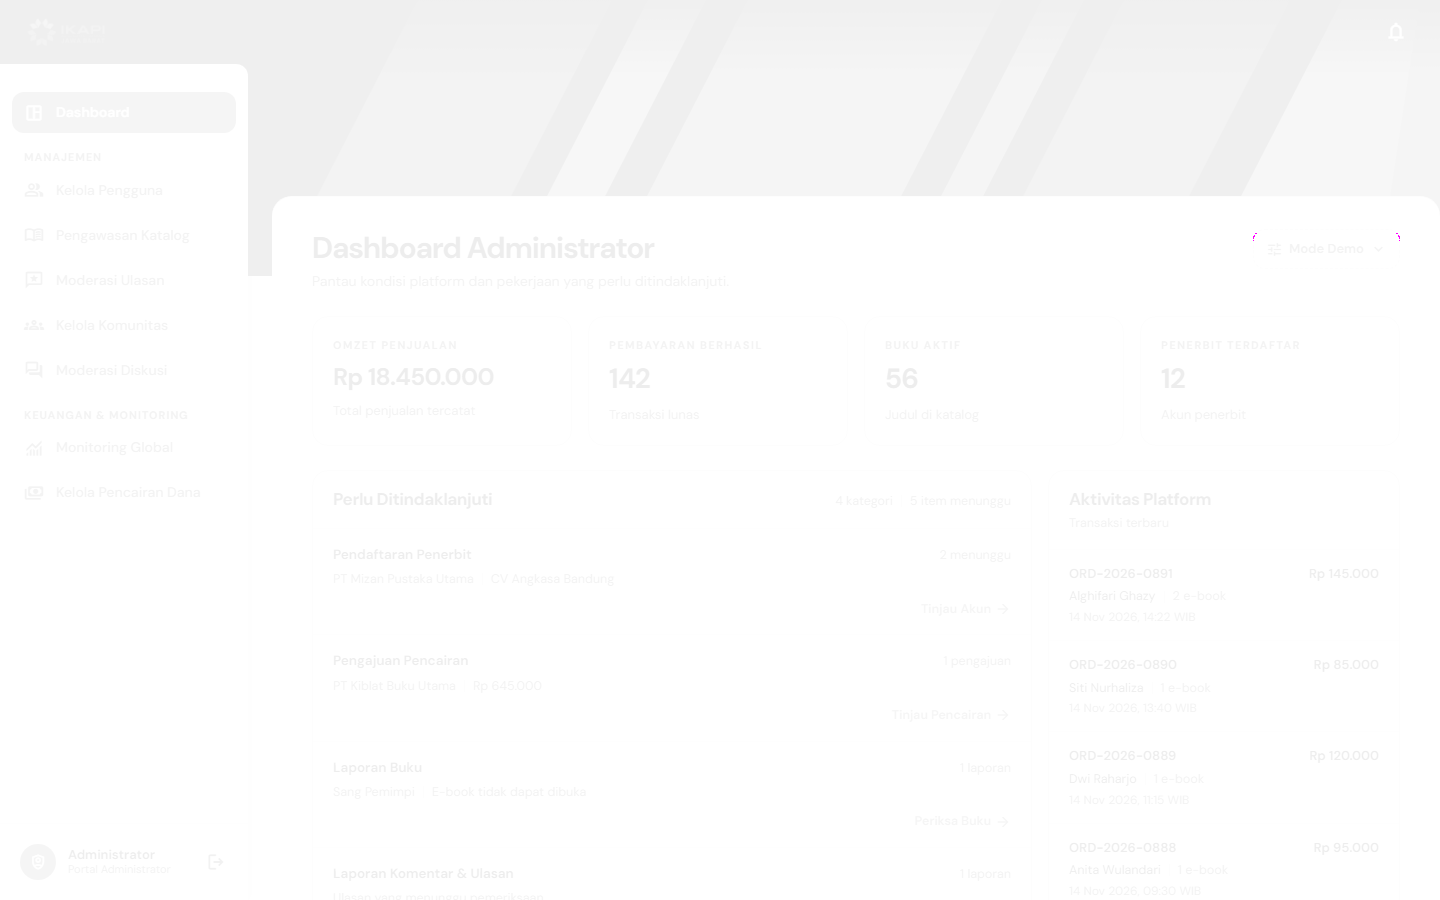 Dashboard
MANAJEMEN
Kelola Pengguna
Pengawasan Katalog
Moderasi Ulasan
Kelola Komunitas
Moderasi Diskusi
KEUANGAN & MONITORING
Monitoring Global
Kelola Pencairan Dana
Administrator
Portal Administrator
Dashboard Administrator
Pantau kondisi platform dan pekerjaan yang perlu ditindaklanjuti.
Mode Demo
OMZET PENJUALAN
Rp 18.450.000
Total penjualan tercatat
PEMBAYARAN BERHASIL
142
Transaksi lunas
BUKU AKTIF
56
Judul di katalog
PENERBIT TERDAFTAR
12
Akun penerbit
Perlu Ditindaklanjuti
4 kategori 5 item menunggu
Pendaftaran Penerbit
2 menunggu
PT Mizan Pustaka Utama CV Angkasa Bandung
Tinjau Akun →
Pengajuan Pencairan
1 pengajuan
PT Kiblat Buku Utama Rp 645.000
Tinjau Pencairan →
Laporan Buku
1 laporan
Sang Pemimpi E-book tidak dapat dibuka
Periksa Buku →
Laporan Komentar & Ulasan
1 laporan
Ulasan yang menunggu pemeriksaan
Aktivitas Platform
Transaksi terbaru
ORD-2026-0891 Rp 145.000
Alghifari Ghazy 2 e-book
14 Nov 2026, 14:22 WIB
ORD-2026-0890 Rp 85.000
Siti Nurhaliza 1 e-book
14 Nov 2026, 13:40 WIB
ORD-2026-0889 Rp 120.000
Dwi Raharjo 1 e-book
14 Nov 2026, 11:15 WIB
ORD-2026-0888 Rp 95.000
Anita Wulandari 1 e-book
14 Nov 2026, 09:30 WIB